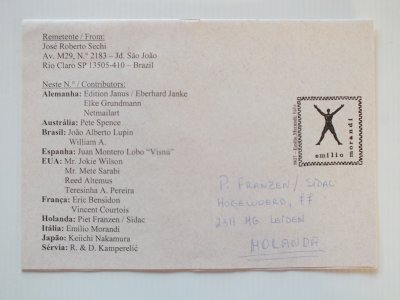 Remetente / From:
José Roberto Sechi
Av. M29, N.º 2183 – Jd. São João
Rio Claro SP 13505-410 – Brazil
Neste N.º / Contributors:
Alemanha: Edition Janus / Eberhard Janke
Elke Grundmann
Netmailart
Austrália: Pete Spence
Brasil: João Alberto Lupin
William A.
Espanha: Juan Montero Lobo "Visnú"
EUA: Mr. Jokie Wilson
Mr. Mete Sarabi
Reed Altemus
Teresinha A. Pereira
França: Eric Bensidon
Vincent Courtois
Holanda: Piet Franzen / Sidac
Itália: Emilio Morandi
Japão: Keiichi Nakamura
Sérvia: R. & D. Kamperelić
emilio
morandi
P. FRANZEN / SIDAC
HOGEWOERD, 77
23H MG LEIDEN
HOLANDA